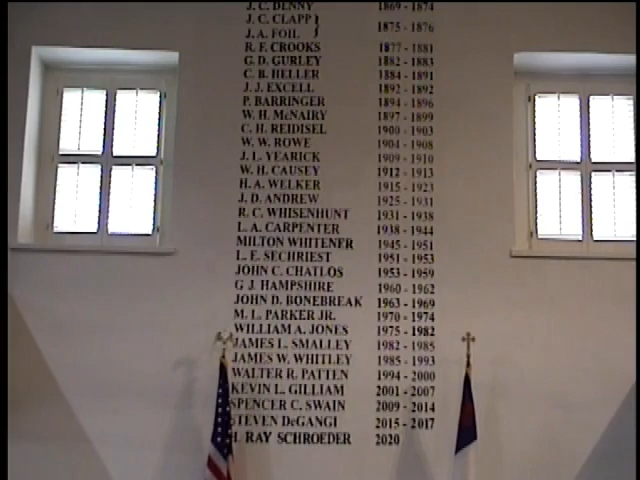 J. C. DENNY 1869 - 1874
J. C. CLAPP
J. A. FOIL } 1875 - 1876
R. F. CROOKS 1877 - 1881
G. D. GURLEY 1882 - 1883
C. B. HELLER 1884 - 1891
J. J. EXCELL 1892 - 1892
P. BARRINGER 1894 - 1896
W. H. McNAIRY 1897 - 1899
C. H. REIDISEL 1900 - 1903
W. W. ROWE 1904 - 1908
J. L. YEARICK 1909 - 1910
W. H. CAUSEY 1912 - 1913
H. A. WELKER 1915 - 1923
J. D. ANDREW 1925 - 1931
R. C. WHISENHUNT 1931 - 1938
L. A. CARPENTER 1938 - 1944
MILTON WHITENER 1945 - 1951
L. E. SECHRIEST 1951 - 1953
JOHN C. CHATLOS 1953 - 1959
G J. HAMPSHIRE 1960 - 1962
JOHN D. BONEBREAK 1963 - 1969
M. L. PARKER JR. 1970 - 1974
WILLIAM A. JONES 1975 - 1982
JAMES L. SMALLEY 1982 - 1985
JAMES W. WHITLEY 1985 - 1993
WALTER R. PATTEN 1994 - 2000
KEVIN L. GILLIAM 2001 - 2007
SPENCER C. SWAIN 2009 - 2014
STEVEN DeGANGI 2015 - 2017
H. RAY SCHROEDER 2020